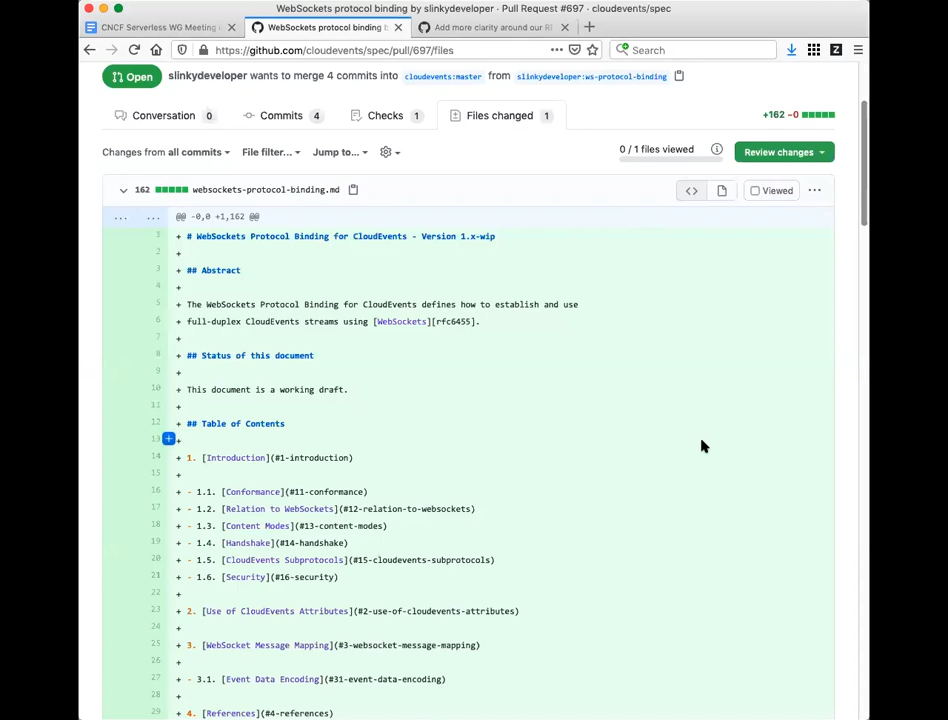 WebSockets protocol binding by slinkydeveloper · Pull Request #697 · cloudevents/spec
CNCF Serverless WG Meeting
WebSockets protocol binding b
Add more clarity around our R
https://github.com/cloudevents/spec/pull/697/files
Search
Open
slinkydeveloper wants to merge 4 commits into cloudevents:master from slinkydeveloper:ws-protocol-binding
Conversation 0
Commits 4
Checks 1
Files changed 1
+162 −0
Changes from all commits
File filter...
Jump to...
0 / 1 files viewed
Review changes
162 websockets-protocol-binding.md
Viewed
... ... @@ -0,0 +1,162 @@
1 + # WebSockets Protocol Binding for CloudEvents - Version 1.x-wip
2 +
3 + ## Abstract
4 +
5 + The WebSockets Protocol Binding for CloudEvents defines how to establish and use
6 + full-duplex CloudEvents streams using [WebSockets][rfc6455].
7 +
8 + ## Status of this document
9 +
10 + This document is a working draft.
11 +
12 + ## Table of Contents
13 +
14 + 1. [Introduction](#1-introduction)
15 +
16 + - 1.1. [Conformance](#11-conformance)
17 + - 1.2. [Relation to WebSockets](#12-relation-to-websockets)
18 + - 1.3. [Content Modes](#13-content-modes)
19 + - 1.4. [Handshake](#14-handshake)
20 + - 1.5. [CloudEvents Subprotocols](#15-cloudevents-subprotocols)
21 + - 1.6. [Security](#16-security)
22 +
23 + 2. [Use of CloudEvents Attributes](#2-use-of-cloudevents-attributes)
24 +
25 + 3. [WebSocket Message Mapping](#3-websocket-message-mapping)
26 +
27 + - 3.1. [Event Data Encoding](#31-event-data-encoding)
28 +
29 + 4. [References](#4-references)